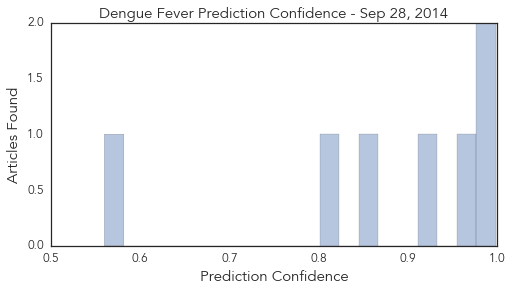 Dengue Fever Prediction Confidence - Sep 28, 2014
2.0
1.5
1.0
0.5
0.0
Articles Found
0.5 0.6 0.7 0.8 0.9 1.0
Prediction Confidence